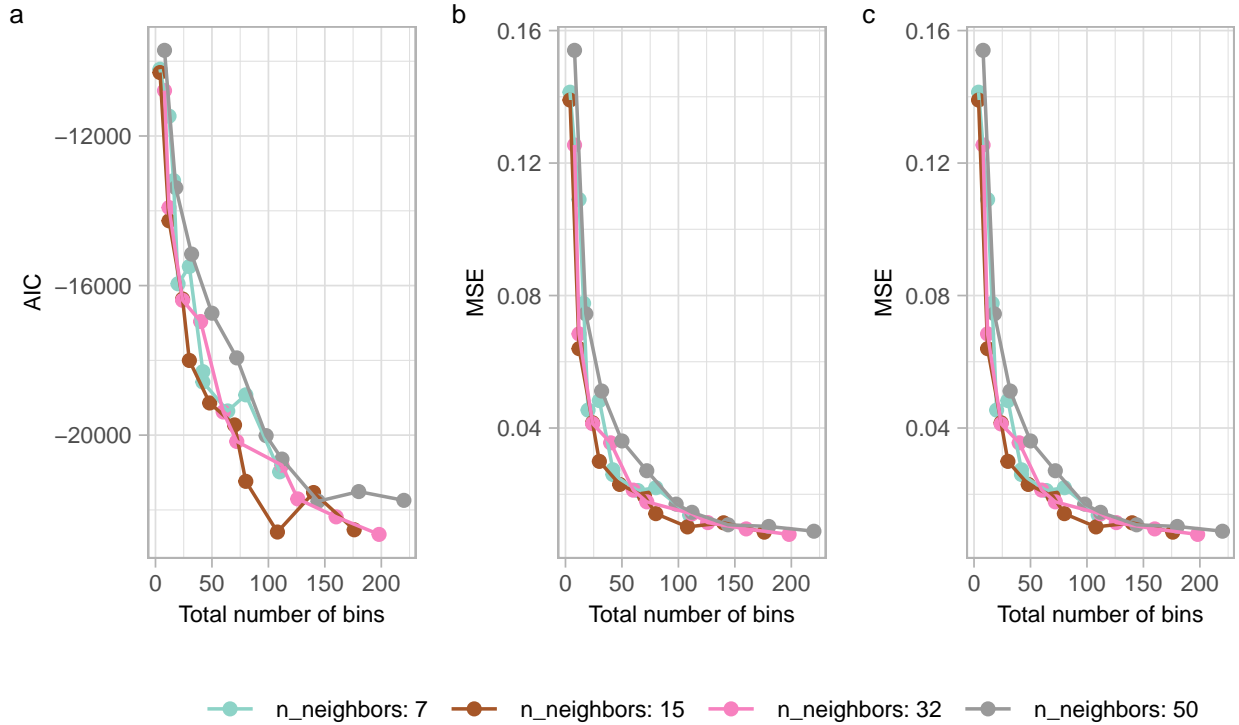 a
b
c
−12000
−16000
−20000
AIC
0
50
100
150
200
Total number of bins
0.16
0.12
0.08
0.04
MSE
0
50
100
150
200
Total number of bins
0.16
0.12
0.08
0.04
MSE
0
50
100
150
200
Total number of bins
n_neighbors: 7
n_neighbors: 15
n_neighbors: 32
n_neighbors: 50